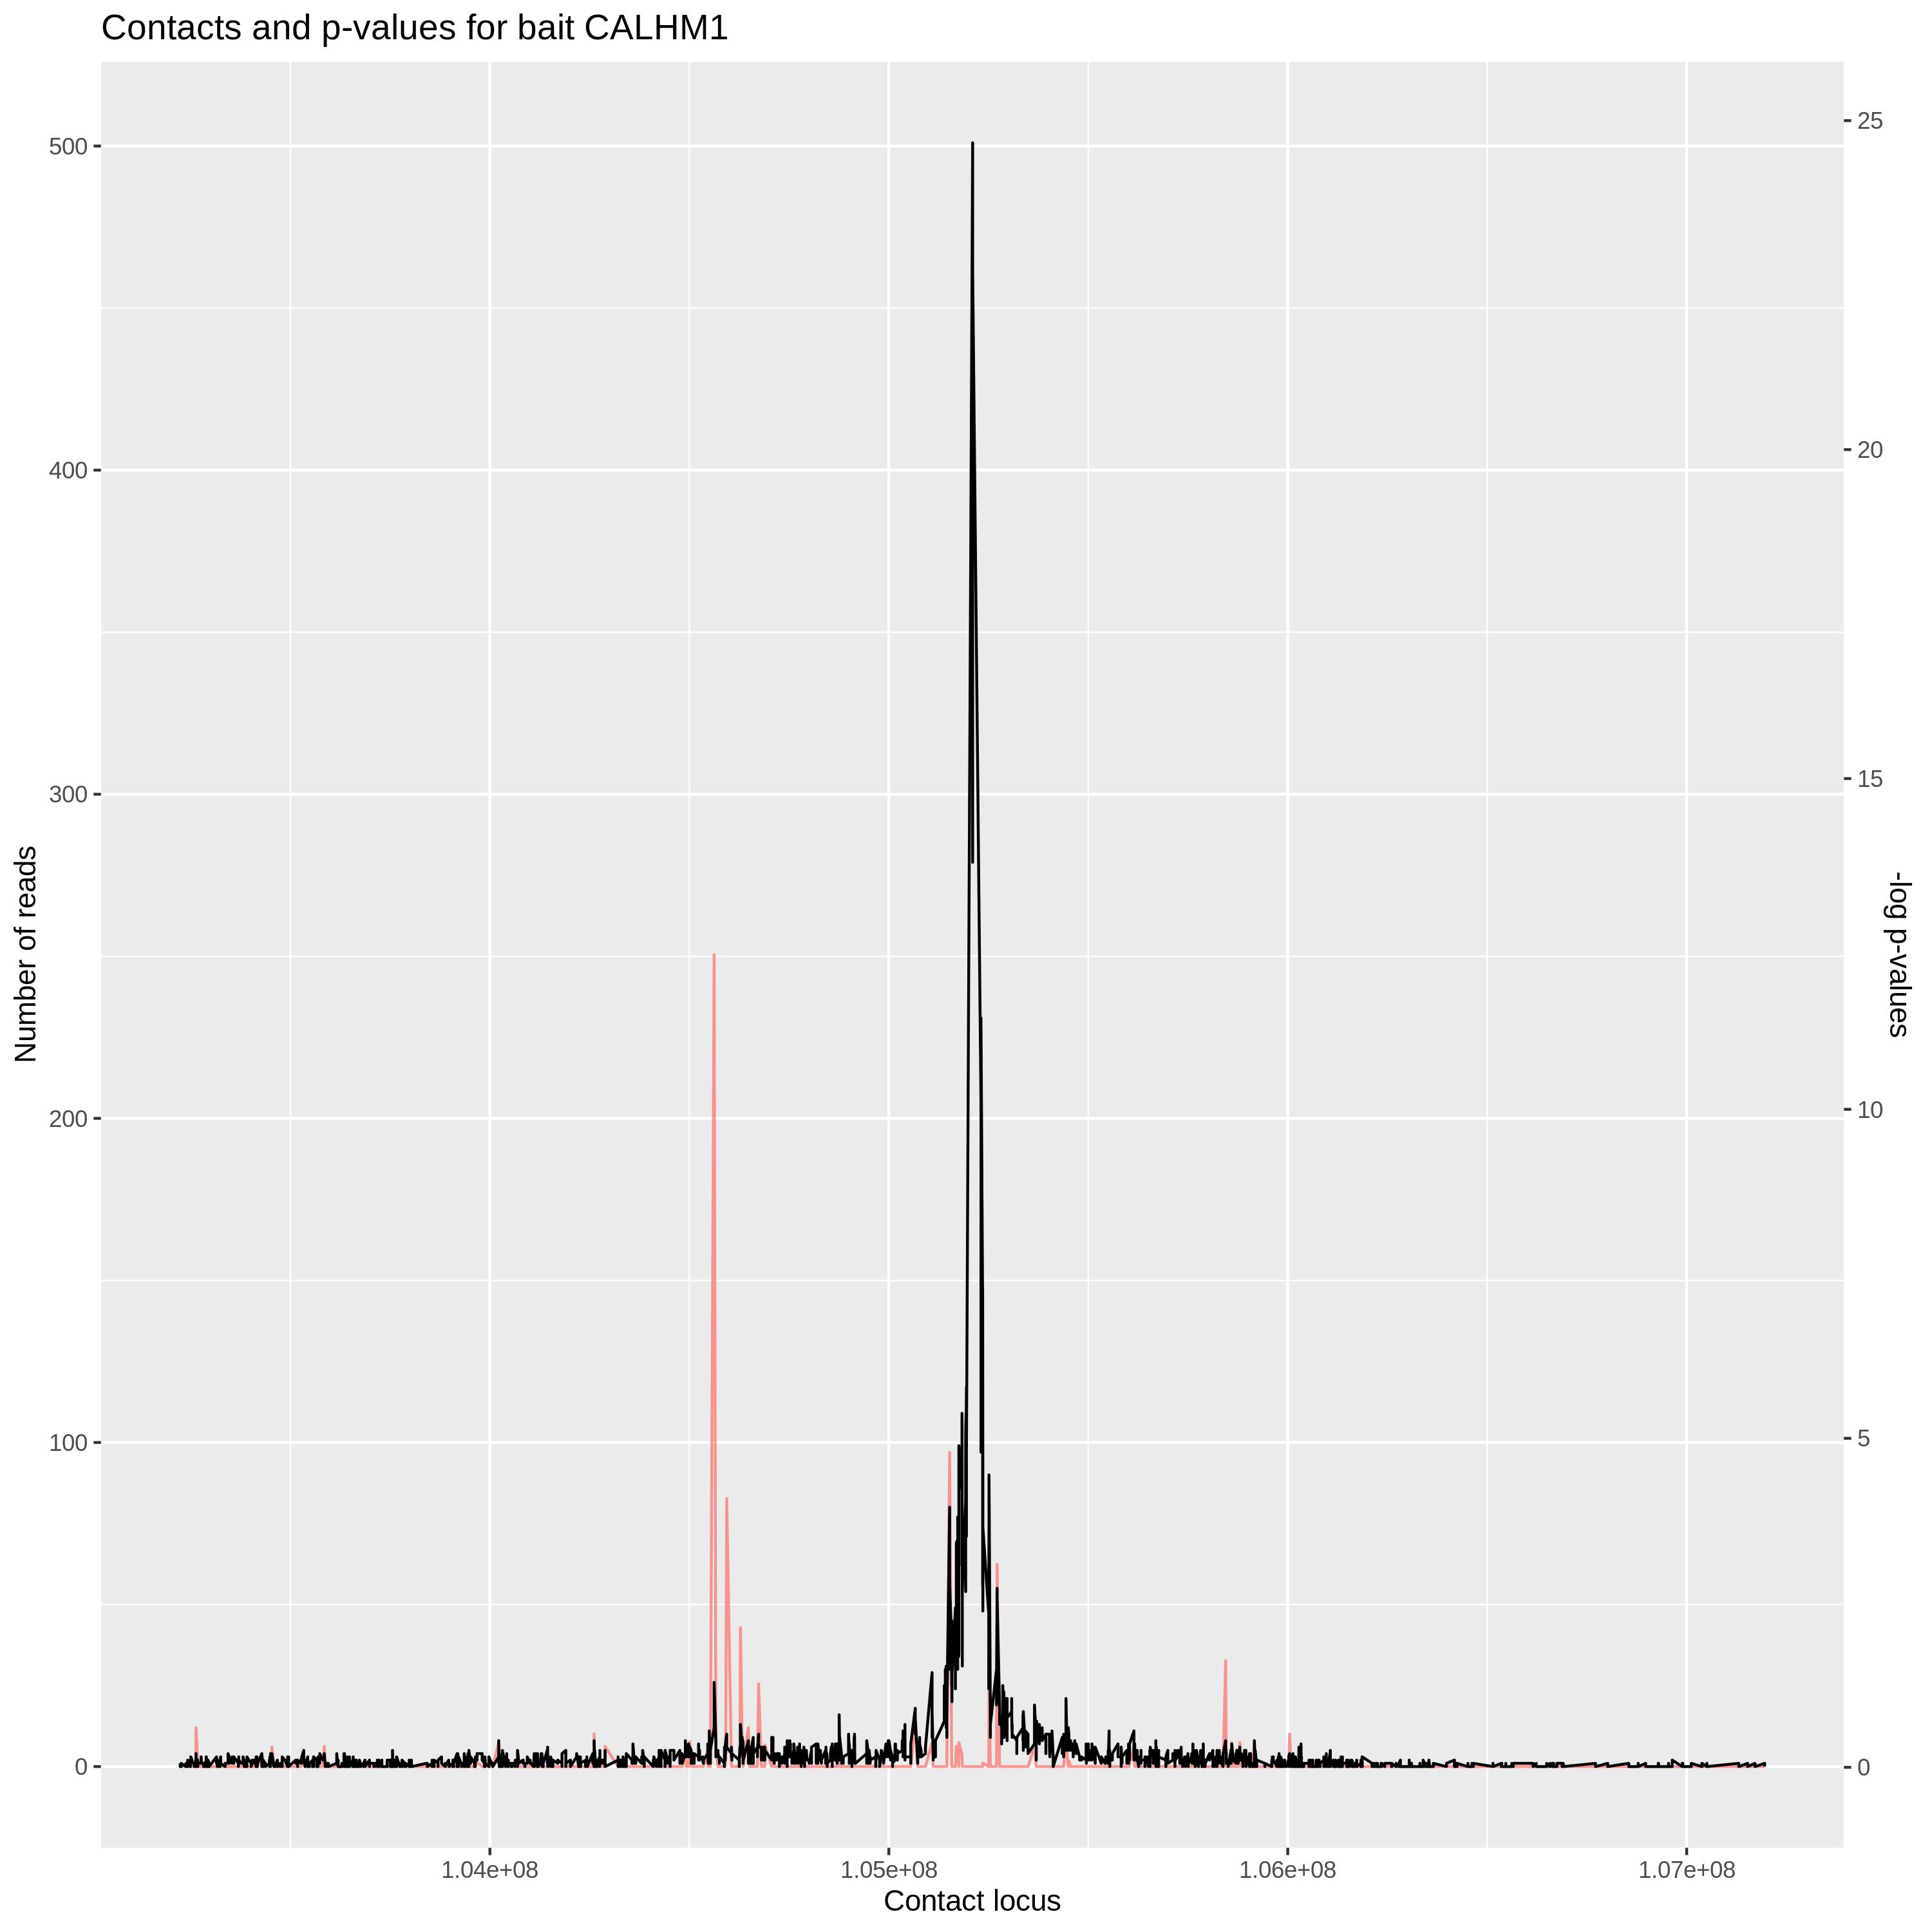 Contacts and p-values for bait CALHM1
500
400
300
200
100
0
Number of reads
25
20
15
10
5
0
-log p-values
1.04e+08
1.05e+08
1.06e+08
1.07e+08
Contact locus